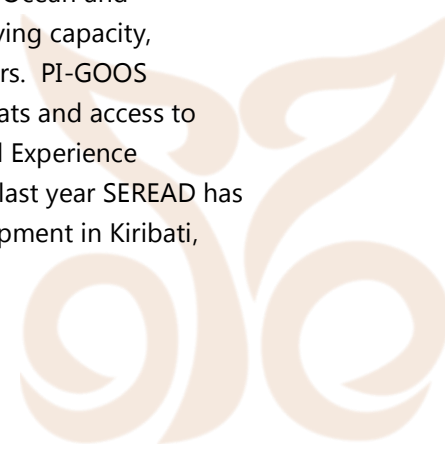 Ocean and
ving capacity,
rs. PI-GOOS
ats and access to
l Experience
last year SEREAD has
pment in Kiribati,